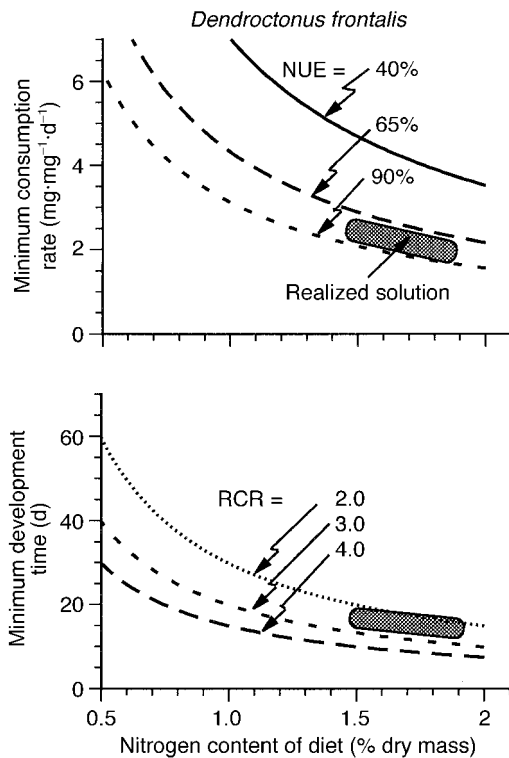 Dendroctonus frontalis
Minimum consumption
rate (mg·mg⁻¹·d⁻¹)
6
4
2
0
NUE = 40%
65%
90%
Realized solution
Minimum development
time (d)
60
40
20
0
RCR = 2.0
3.0
4.0
0.5
1.0
1.5
2
Nitrogen content of diet (% dry mass)